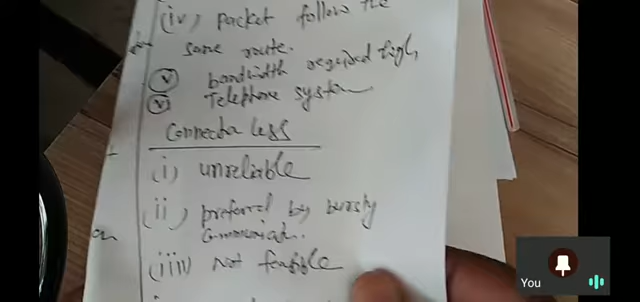 (iv) Packet follow the
same route.
(v) bandwidth required high,
(v) Telephone system
Connection less
(i) unreliable
(ii) preferred by bursty
Communicat.
(iii) Not feasible
You